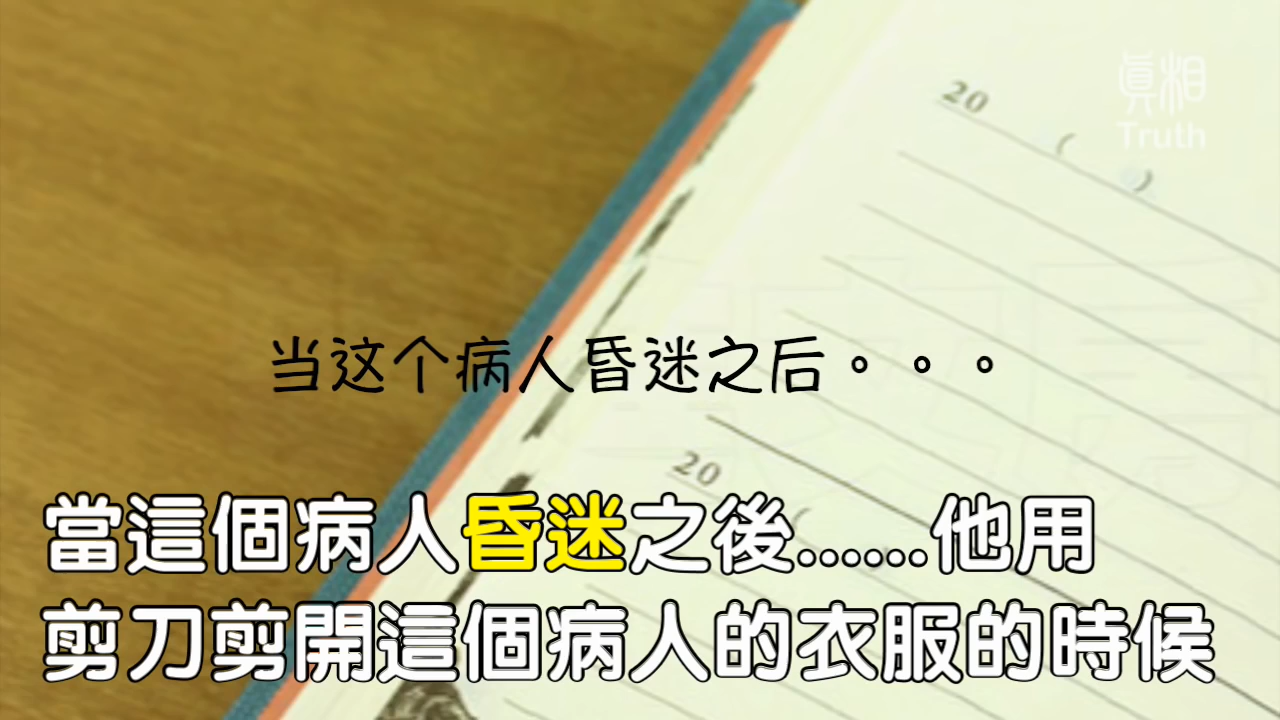 眞相
Truth
20
( )
当这个病人昏迷之后。。。
20
(
當這個病人昏迷之後......他用
剪刀剪開這個病人的衣服的時候